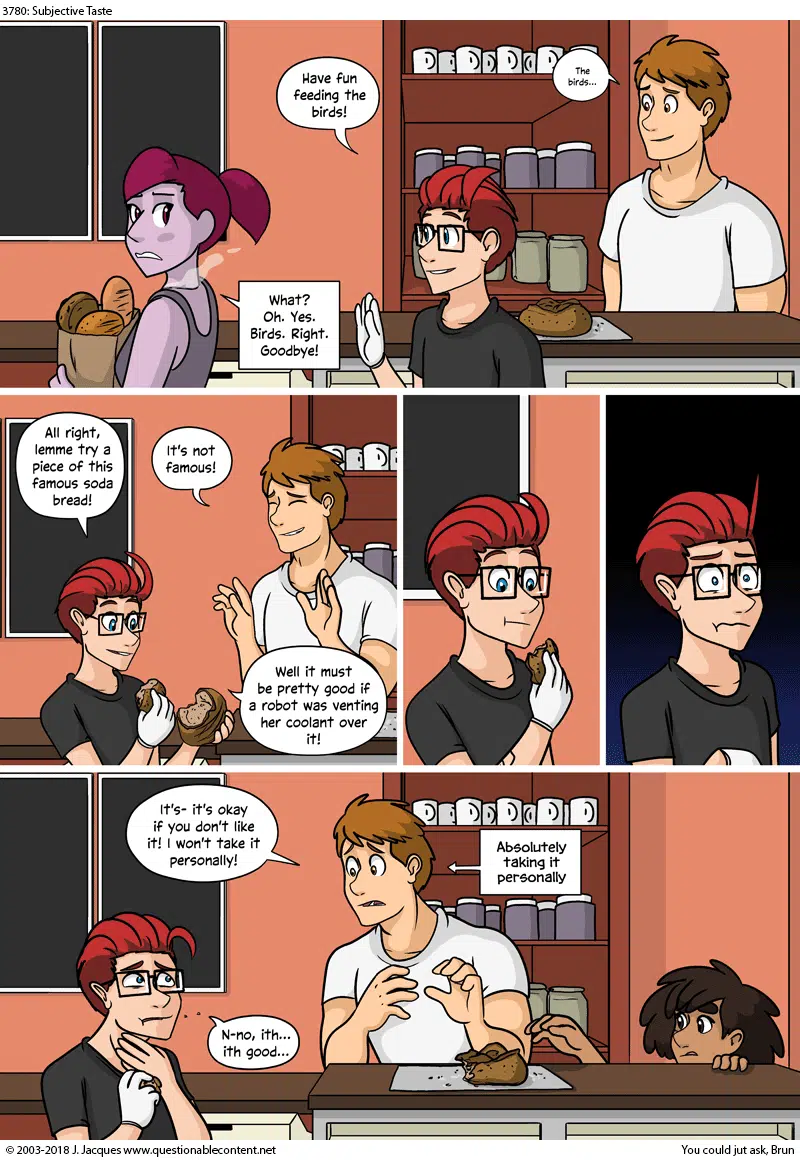 3780: Subjective Taste
Have fun
feeding the
birds!
The
birds...
What?
Oh. Yes.
Birds. Right.
Goodbye!
All right,
lemme try a
piece of this
famous soda
bread!
It's not
famous!
Well it must
be pretty good if
a robot was venting
her coolant over
it!
It's- it's okay
if you don't like
it! I won't take it
personally!
Absolutely
taking it
personally
N-no, ith...
ith good...
© 2003-2018 J. Jacques www.questionablecontent.net
You could jut ask, Brun